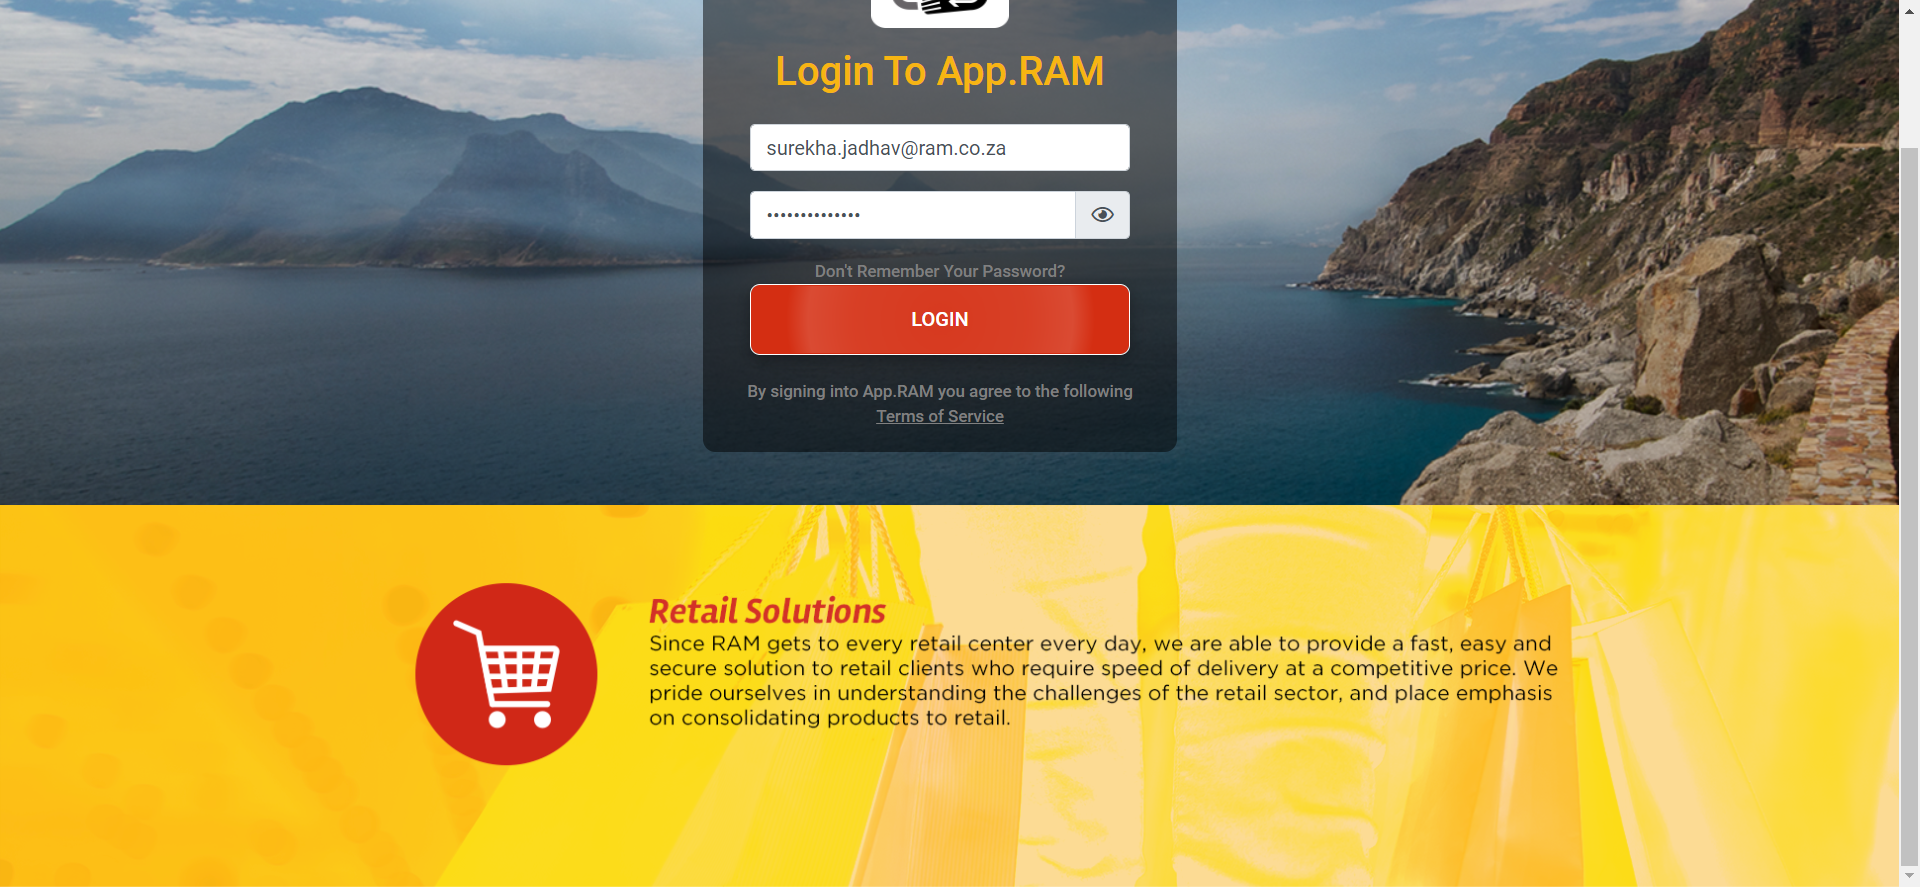 Login To App.RAM
surekha.jadhav@ram.co.za
••••••••••••••
Don't Remember Your Password?
LOGIN
By signing into App.RAM you agree to the following
Terms of Service
Retail Solutions
Since RAM gets to every retail center every day, we are able to provide a fast, easy and
secure solution to retail clients who require speed of delivery at a competitive price. We
pride ourselves in understanding the challenges of the retail sector, and place emphasis
on consolidating products to retail.